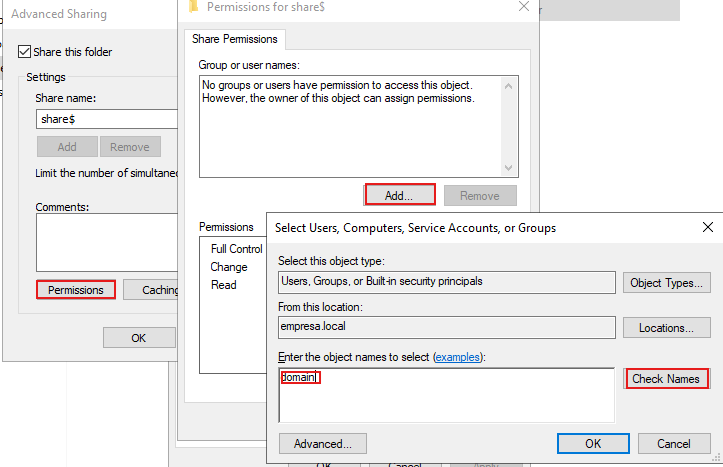 Advanced Sharing
Share this folder
Settings
Share name:
share$
Add
Remove
Limit the number of simultane
Comments:
Permissions
Caching
OK
Permissions for share$
Share Permissions
Group or user names:
No groups or users have permission to access this object.
However, the owner of this object can assign permissions.
Add...
Remove
Permissions
Full Control
Change
Read
Select Users, Computers, Service Accounts, or Groups
Select this object type:
Users, Groups, or Built-in security principals
Object Types...
From this location:
empresa.local
Locations...
Enter the object names to select (examples):
domain
Check Names
Advanced...
OK
Cancel
OK
Cancel
Apply